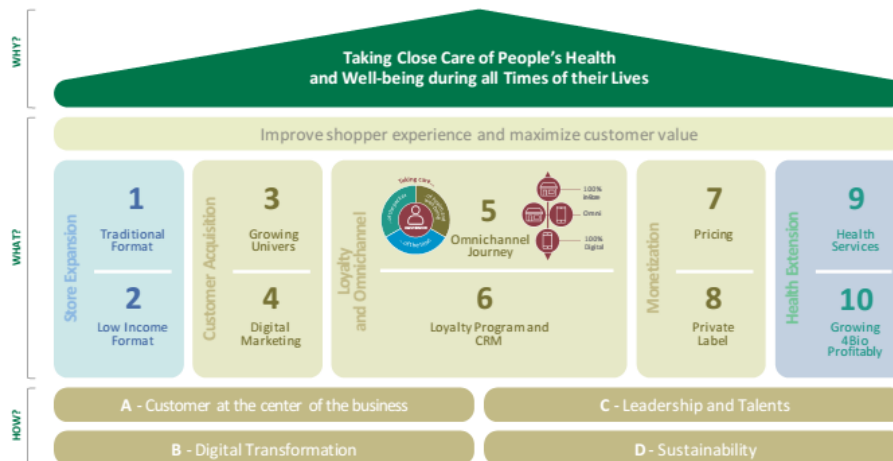 WHY?
Taking Close Care of People's Health
and Well-being during all Times of their Lives
WHAT?
Improve shopper experience and maximize customer value
Store Expansion
1
Traditional
Format
2
Low Income
Format
Customer Acquisition
3
Growing
Univers
4
Digital
Marketing
Loyalty
and Omnichannel
Taking care...
5
Omnichannel
Journey
100%
Omni
100%
Digital
6
Loyalty Program and
CRM
Monetization
7
Pricing
8
Private
Label
Health Extension
9
Health
Services
10
Growing
4Bio
Profitably
HOW?
A - Customer at the center of the business
C - Leadership and Talents
B - Digital Transformation
D - Sustainability